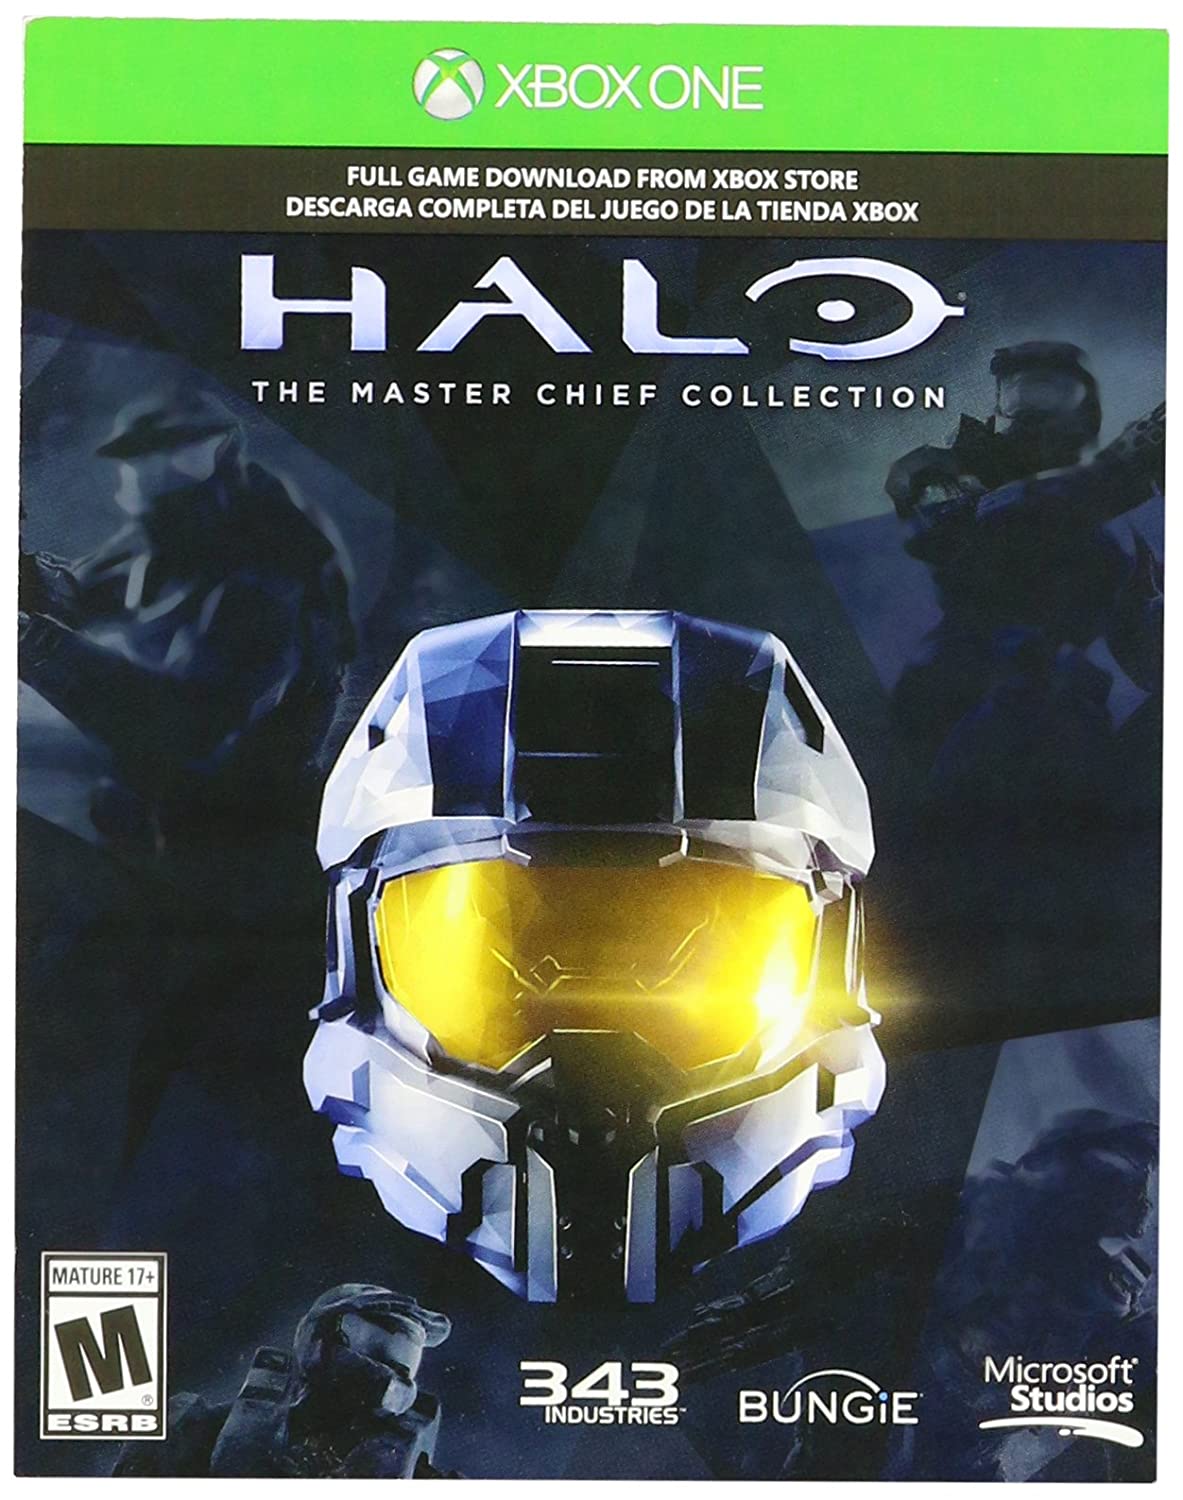 XBOX ONE
FULL GAME DOWNLOAD FROM XBOX STORE
DESCARGA COMPLETA DEL JUEGO DE LA TIENDA XBOX
HALO®
THE MASTER CHIEF COLLECTION
MATURE 17+
M®
ESRB
343
INDUSTRIES™
BUNGiE
Microsoft®
Studios